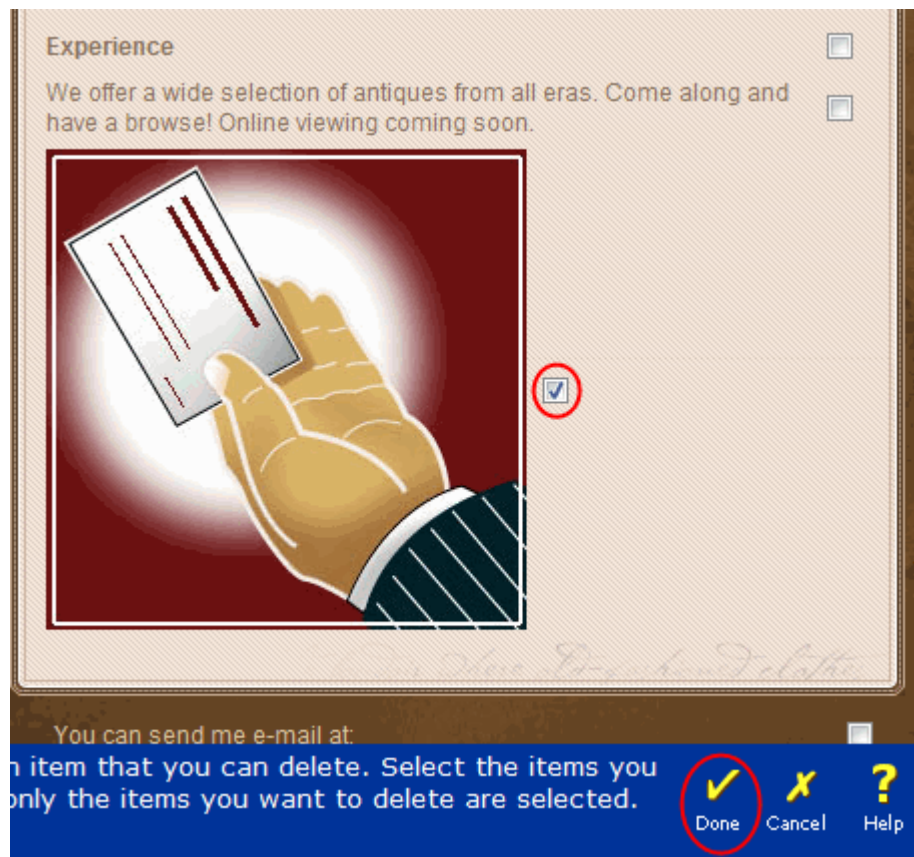 Experience
We offer a wide selection of antiques from all eras. Come along and
have a browse! Online viewing coming soon.
You can send me e-mail at:
item that you can delete. Select the items you
only the items you want to delete are selected.
Done Cancel Help